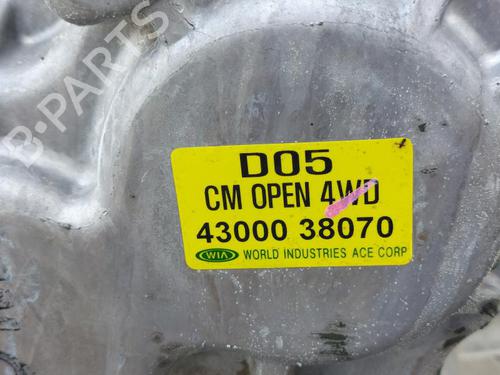 B-PARTS
D05
CM OPEN 4WD
43000 38070
WIA WORLD INDUSTRIES ACE CORP